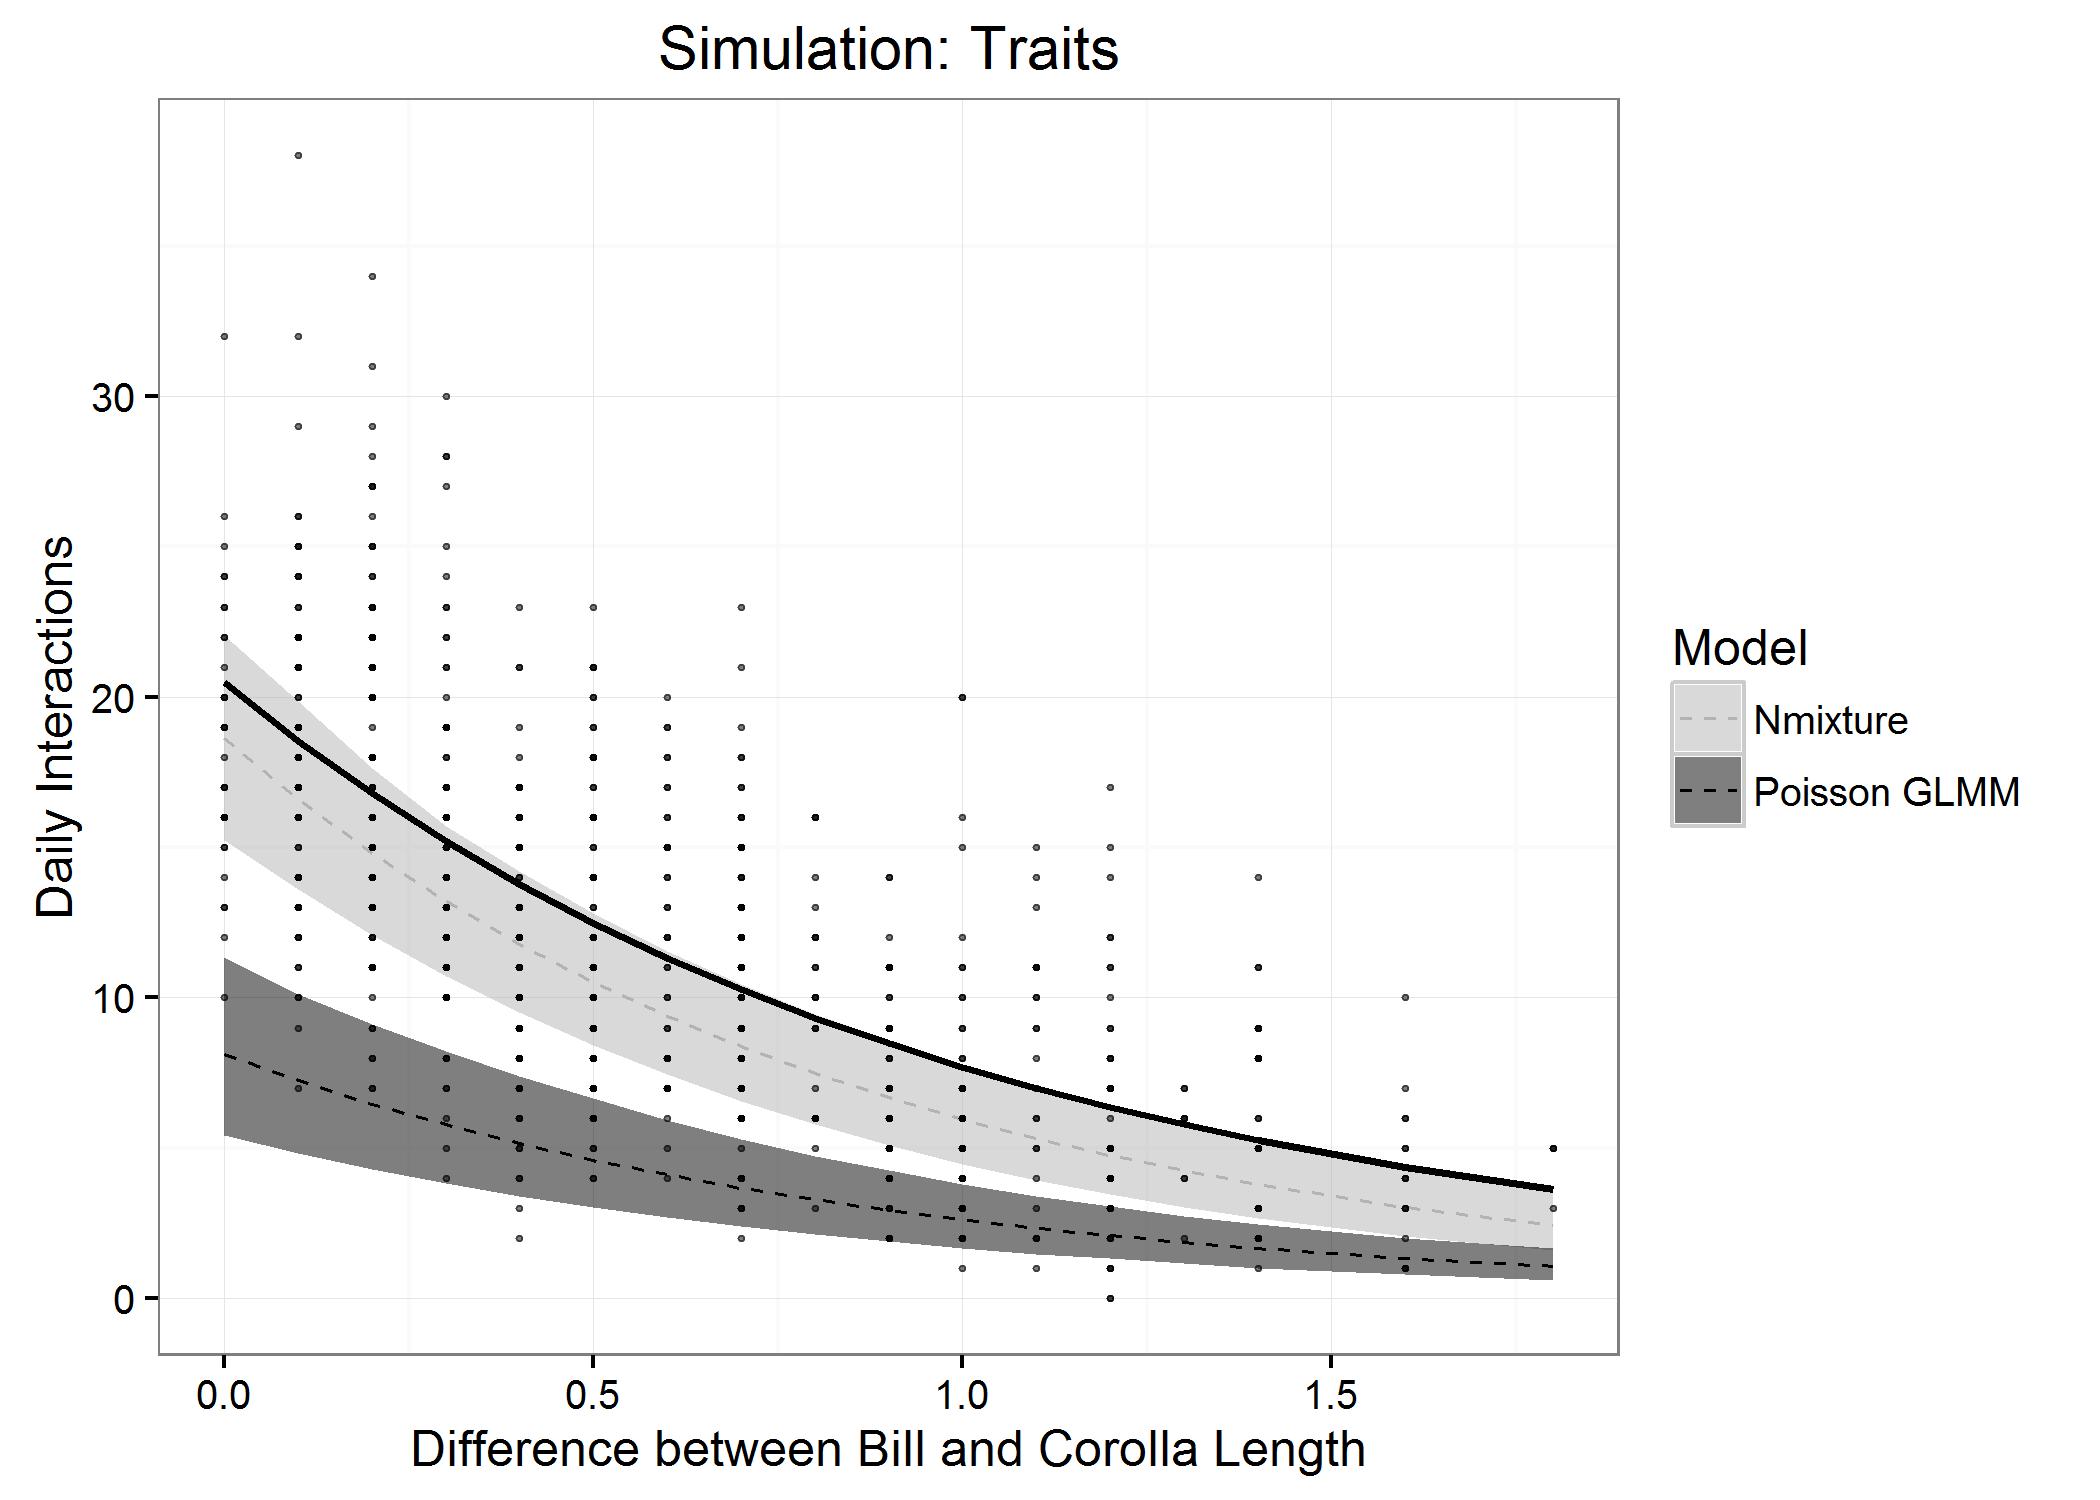 Simulation: Traits
Daily Interactions
30
20
10
0
0.0 0.5 1.0 1.5
Difference between Bill and Corolla Length
Model
Nmixture
Poisson GLMM